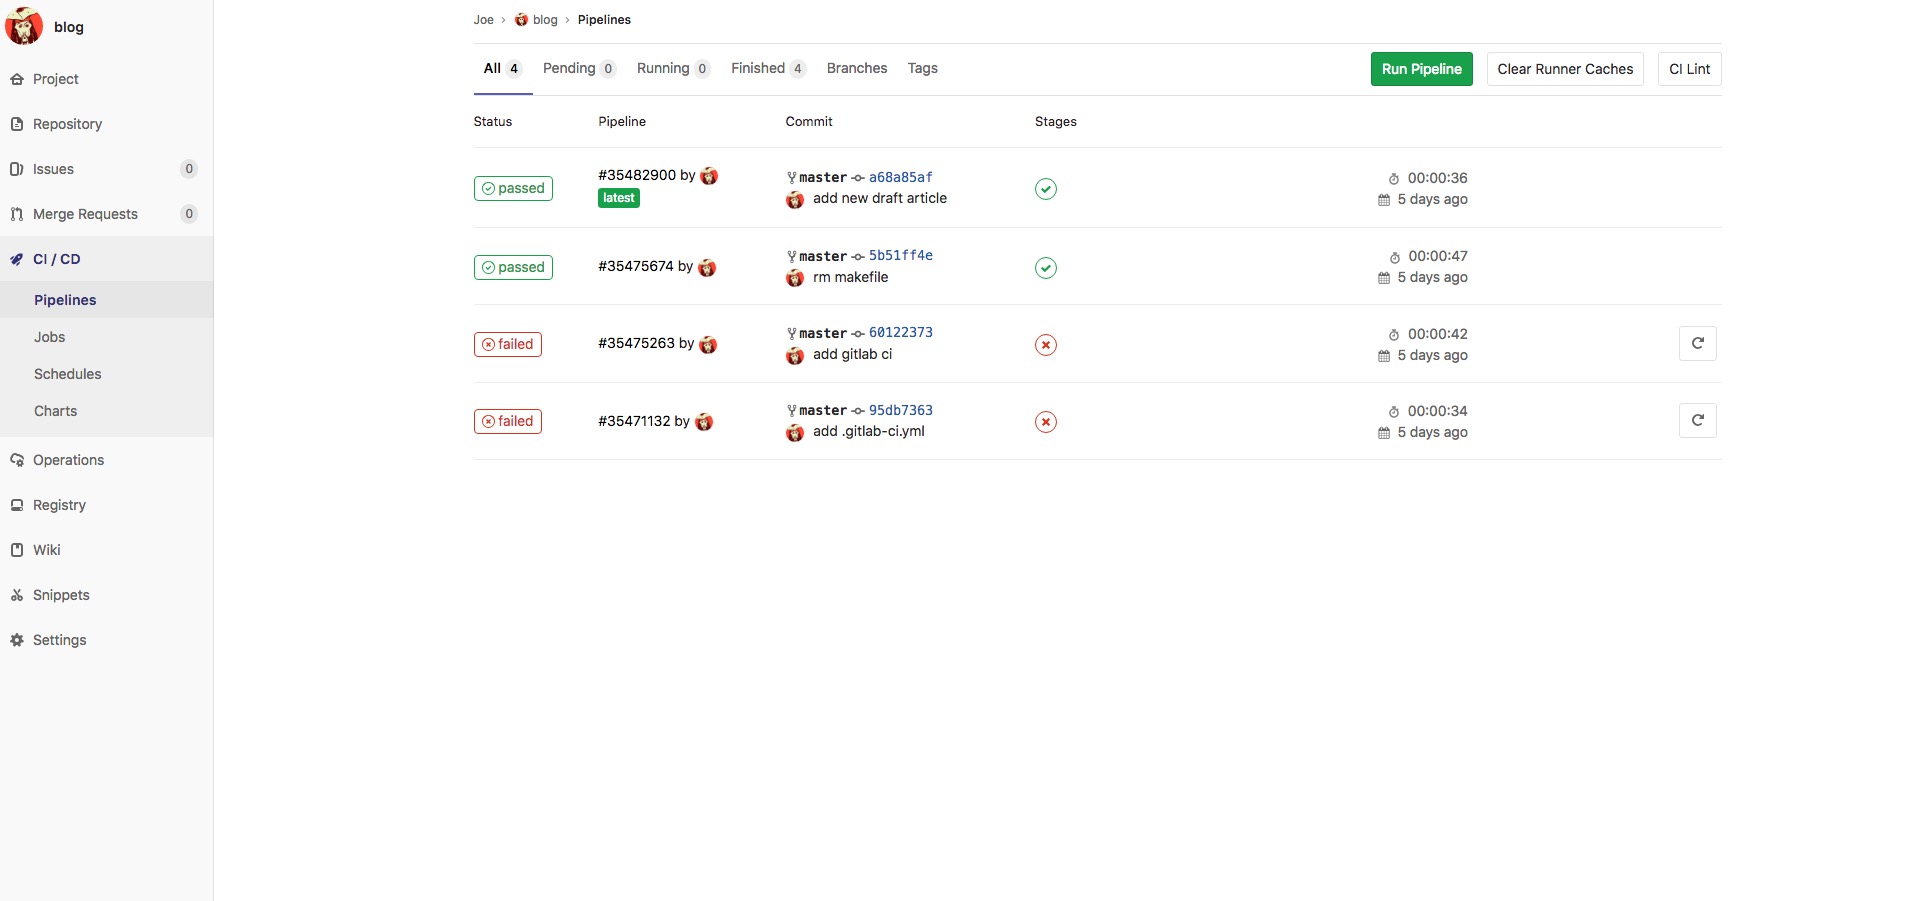 blog
Project
Repository
Issues 0
Merge Requests 0
CI / CD
Pipelines
Jobs
Schedules
Charts
Operations
Registry
Wiki
Snippets
Settings
Joe › blog › Pipelines
All 4 Pending 0 Running 0 Finished 4 Branches Tags Run Pipeline Clear Runner Caches CI Lint
Status Pipeline Commit Stages
passed #35482900 by master a68a85af 00:00:36
latest add new draft article 5 days ago
passed #35475674 by master 5b51ff4e 00:00:47
rm makefile 5 days ago
failed #35475263 by master 60122373 00:00:42
add gitlab ci 5 days ago
failed #35471132 by master 95db7363 00:00:34
add .gitlab-ci.yml 5 days ago